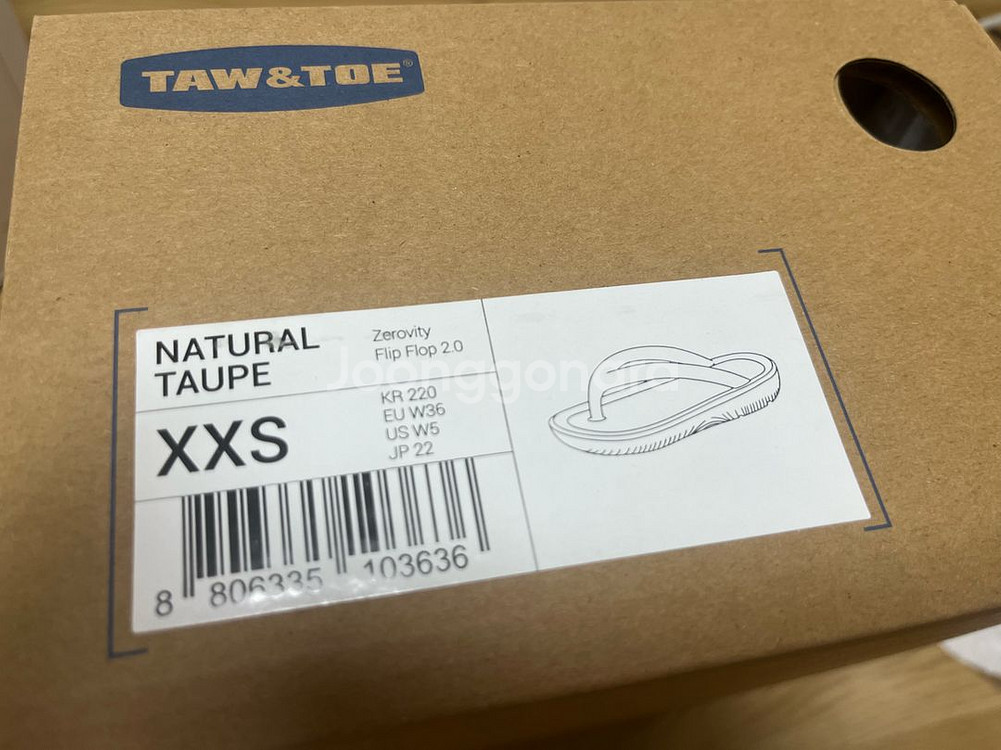 TAW&TOE®
NATURAL
TAUPE
Zerovity
Flip Flop 2.0
Joonggonara
XXS
KR 220
EU W36
US W5
JP 22
8 806335 103636